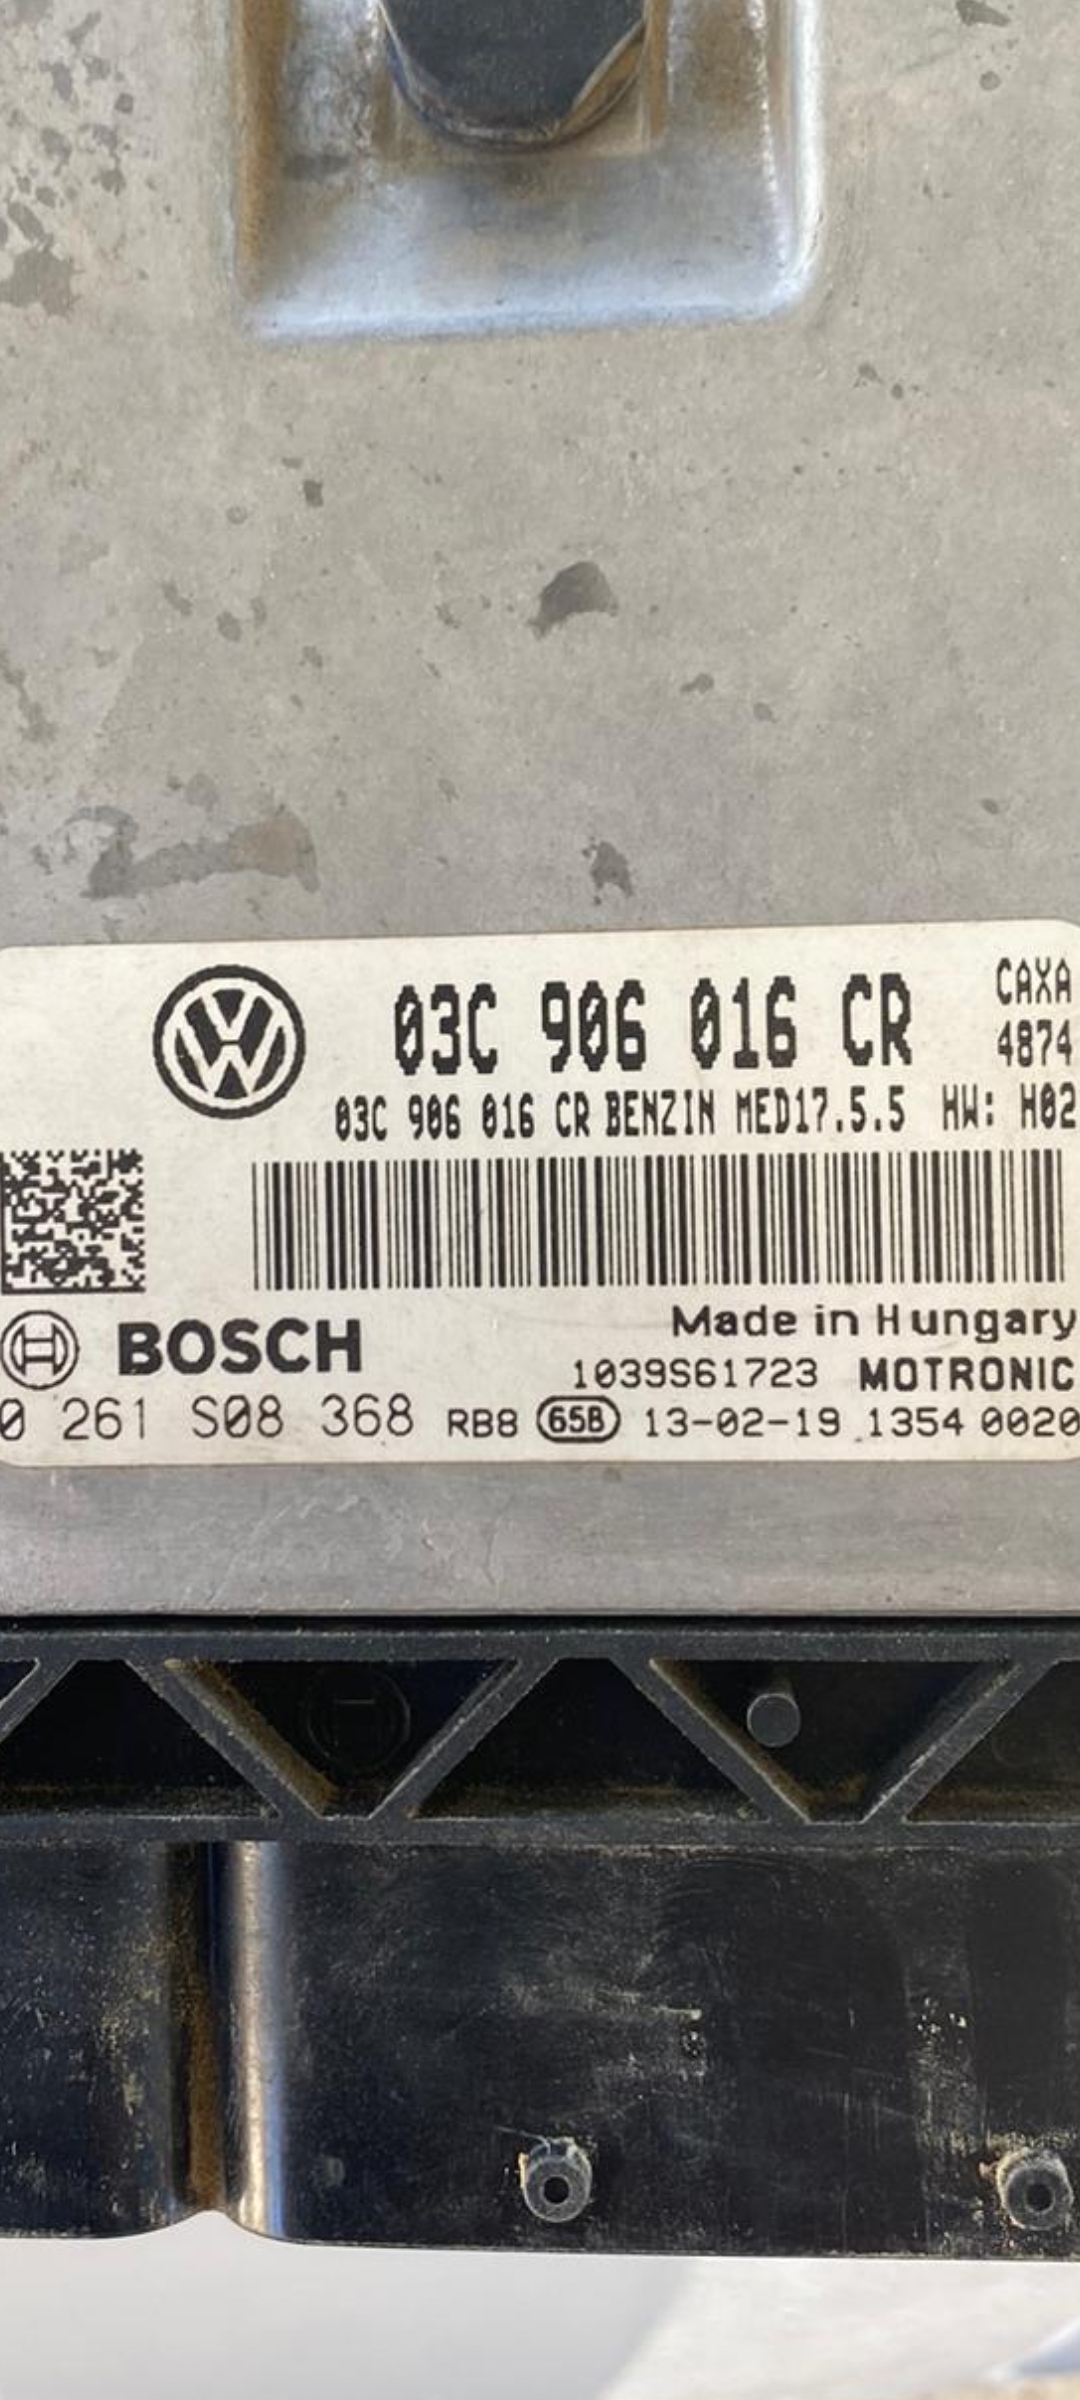 03C 906 016 CR
CAXA
4874
03C 906 016 CR BENZIN MED17.5.5 HW: H02
BOSCH
Made in Hungary
1039S61723 MOTRONIC
0 261 S08 368 RB8 65B 13-02-19 1354 0020